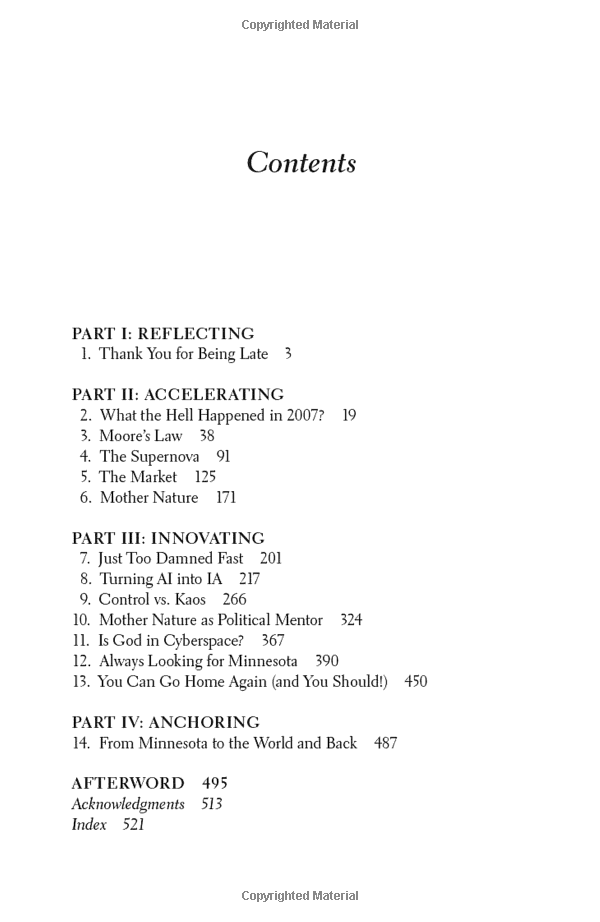 Copyrighted Material
Contents
PART I: REFLECTING
1. Thank You for Being Late 3
PART II: ACCELERATING
2. What the Hell Happened in 2007? 19
3. Moore’s Law 38
4. The Supernova 91
5. The Market 125
6. Mother Nature 171
PART III: INNOVATING
7. Just Too Damned Fast 201
8. Turning AI into IA 217
9. Control vs. Kaos 266
10. Mother Nature as Political Mentor 324
11. Is God in Cyberspace? 367
12. Always Looking for Minnesota 390
13. You Can Go Home Again (and You Should!) 450
PART IV: ANCHORING
14. From Minnesota to the World and Back 487
AFTERWORD 495
Acknowledgments 513
Index 521
Copyrighted Material